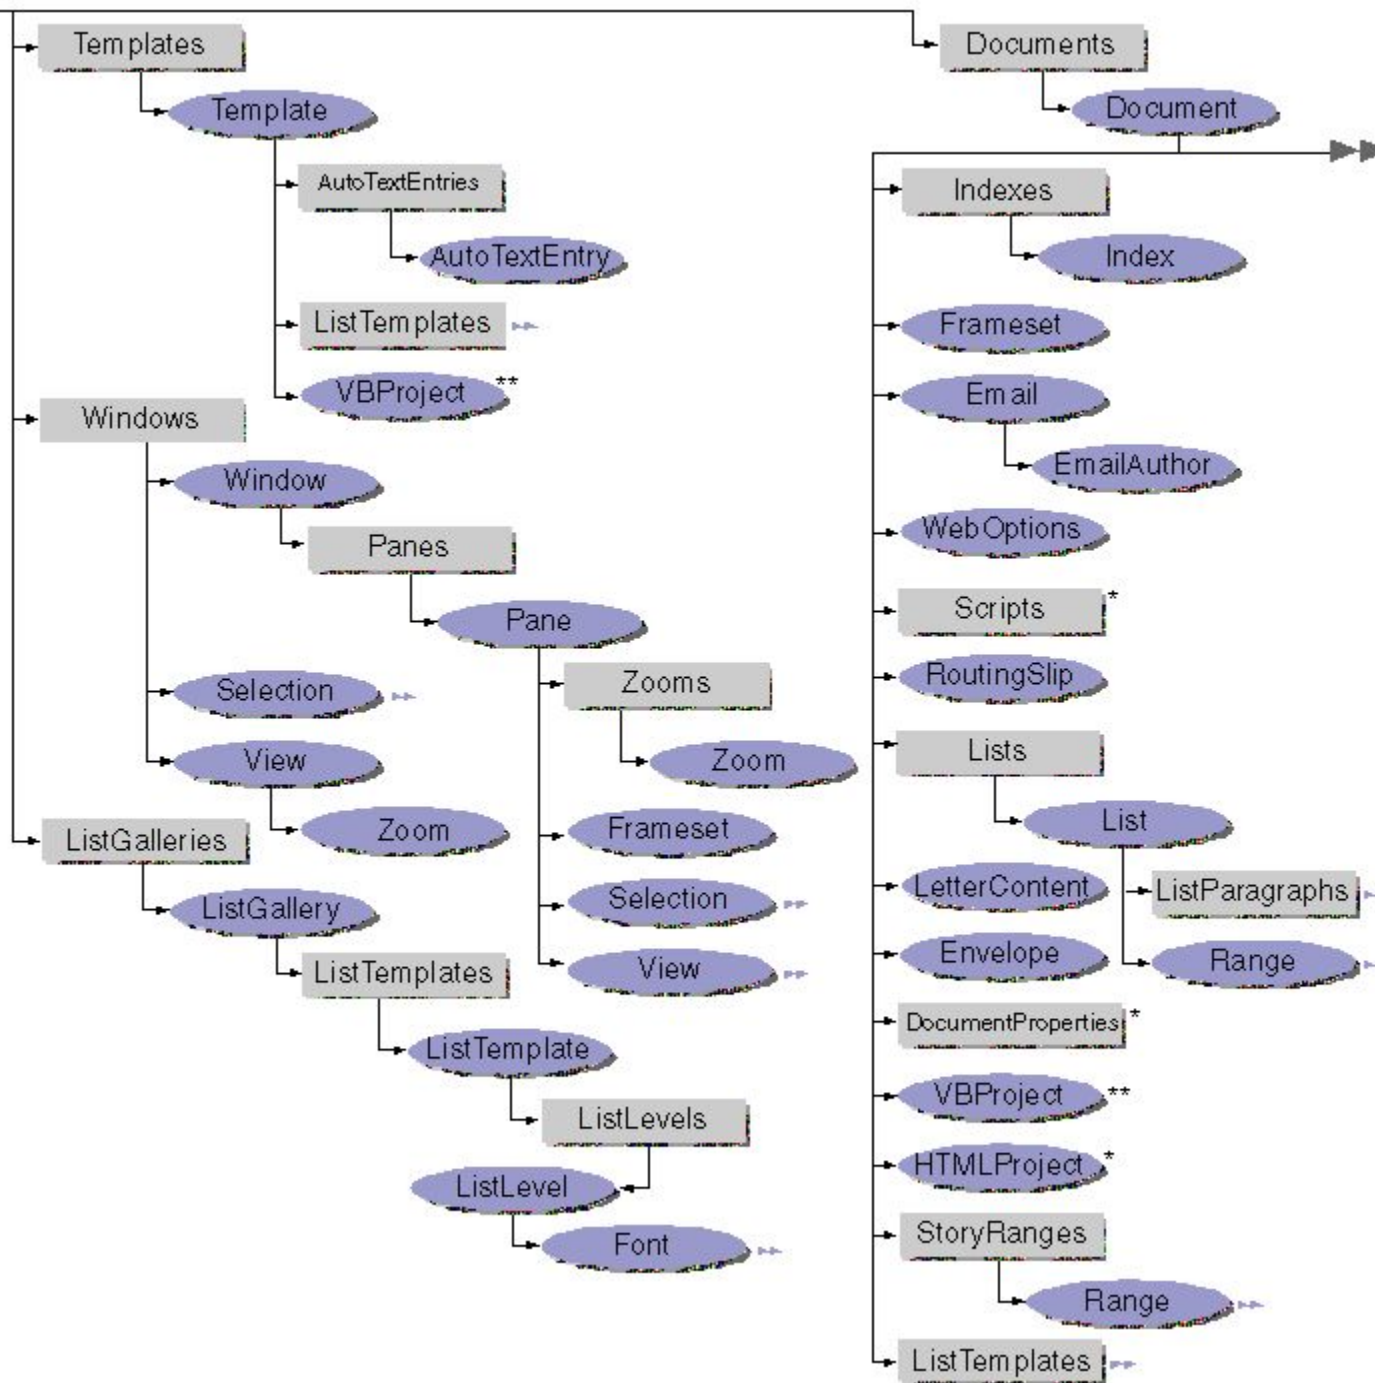 Templates
Template
AutoTextEntries
AutoTextEntry
ListTemplates
VBProject **
Windows
Window
Panes
Pane
Zooms
Zoom
Frameset
Selection
View
Selection
View
Zoom
ListGalleries
ListGallery
ListTemplates
ListTemplate
ListLevels
ListLevel
Font
Documents
Document
Indexes
Index
Frameset
Email
EmailAuthor
WebOptions
Scripts *
RoutingSlip
Lists
List
ListParagraphs
Range
LetterContent
Envelope
DocumentProperties *
VBProject **
HTMLProject *
StoryRanges
Range
ListTemplates